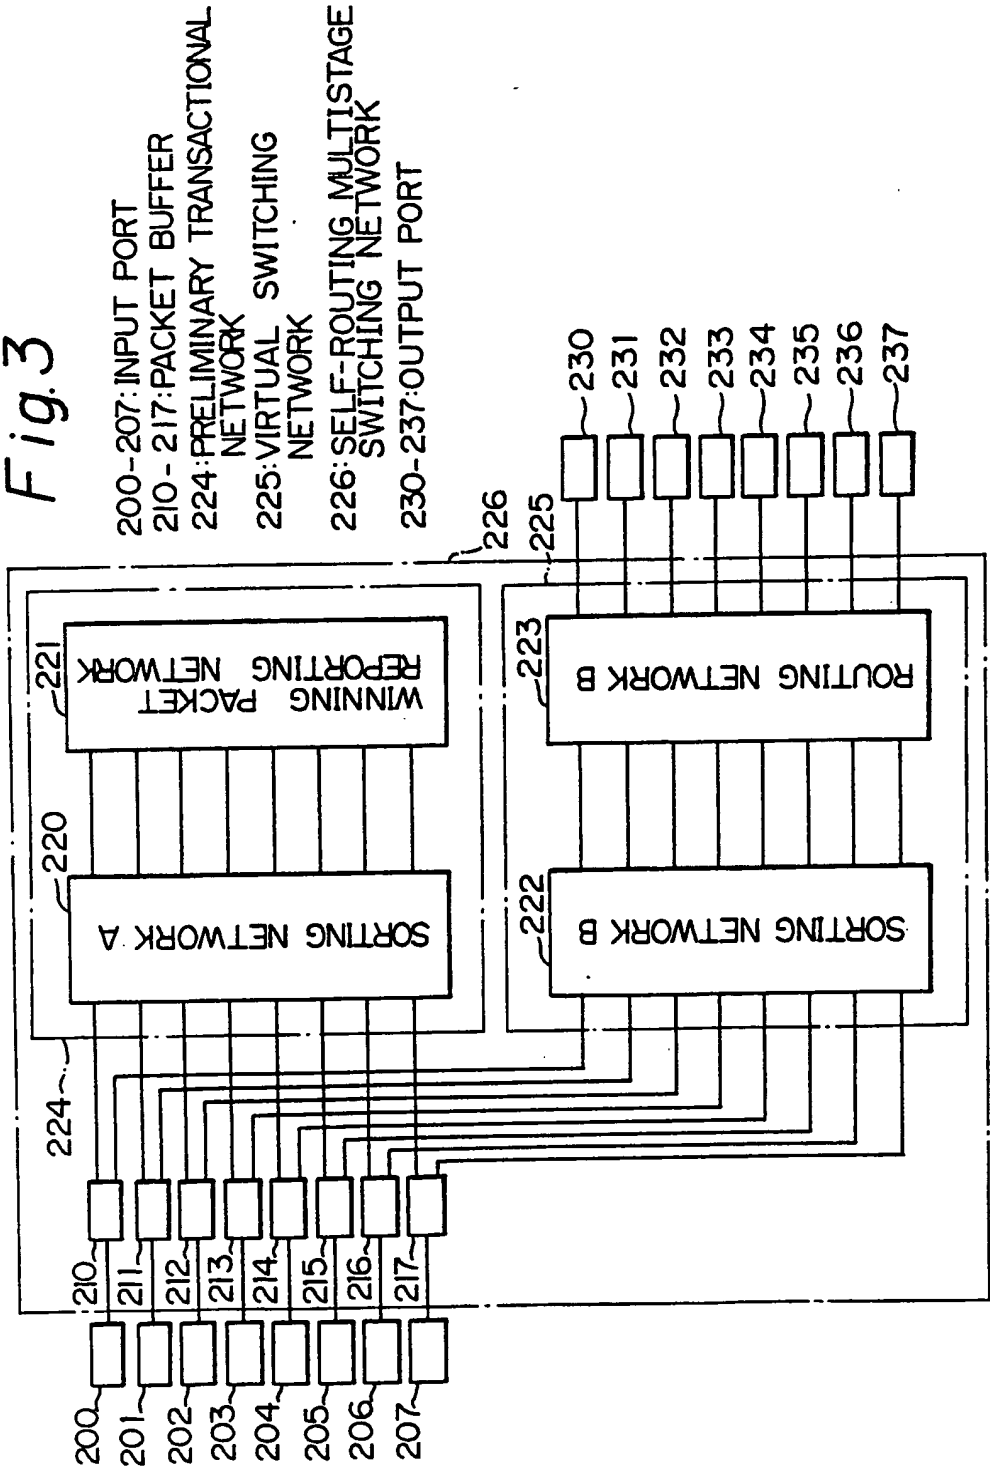 Fig.3
200-207:INPUT PORT
210-217:PACKET BUFFER
224:PRELIMINARY TRANSACTIONAL
NETWORK
225:VIRTUAL SWITCHING
NETWORK
226:SELF-ROUTING MULTISTAGE
SWITCHING NETWORK
230-237:OUTPUT PORT
200
201
202
203
204
205
206
207
210
211
212
213
214
215
216
217
224
220
SORTING NETWORK A
221
WINNING PACKET
REPORTING NETWORK
222
SORTING NETWORK B
223
ROUTING NETWORK B
226
225
230
231
232
233
234
235
236
237